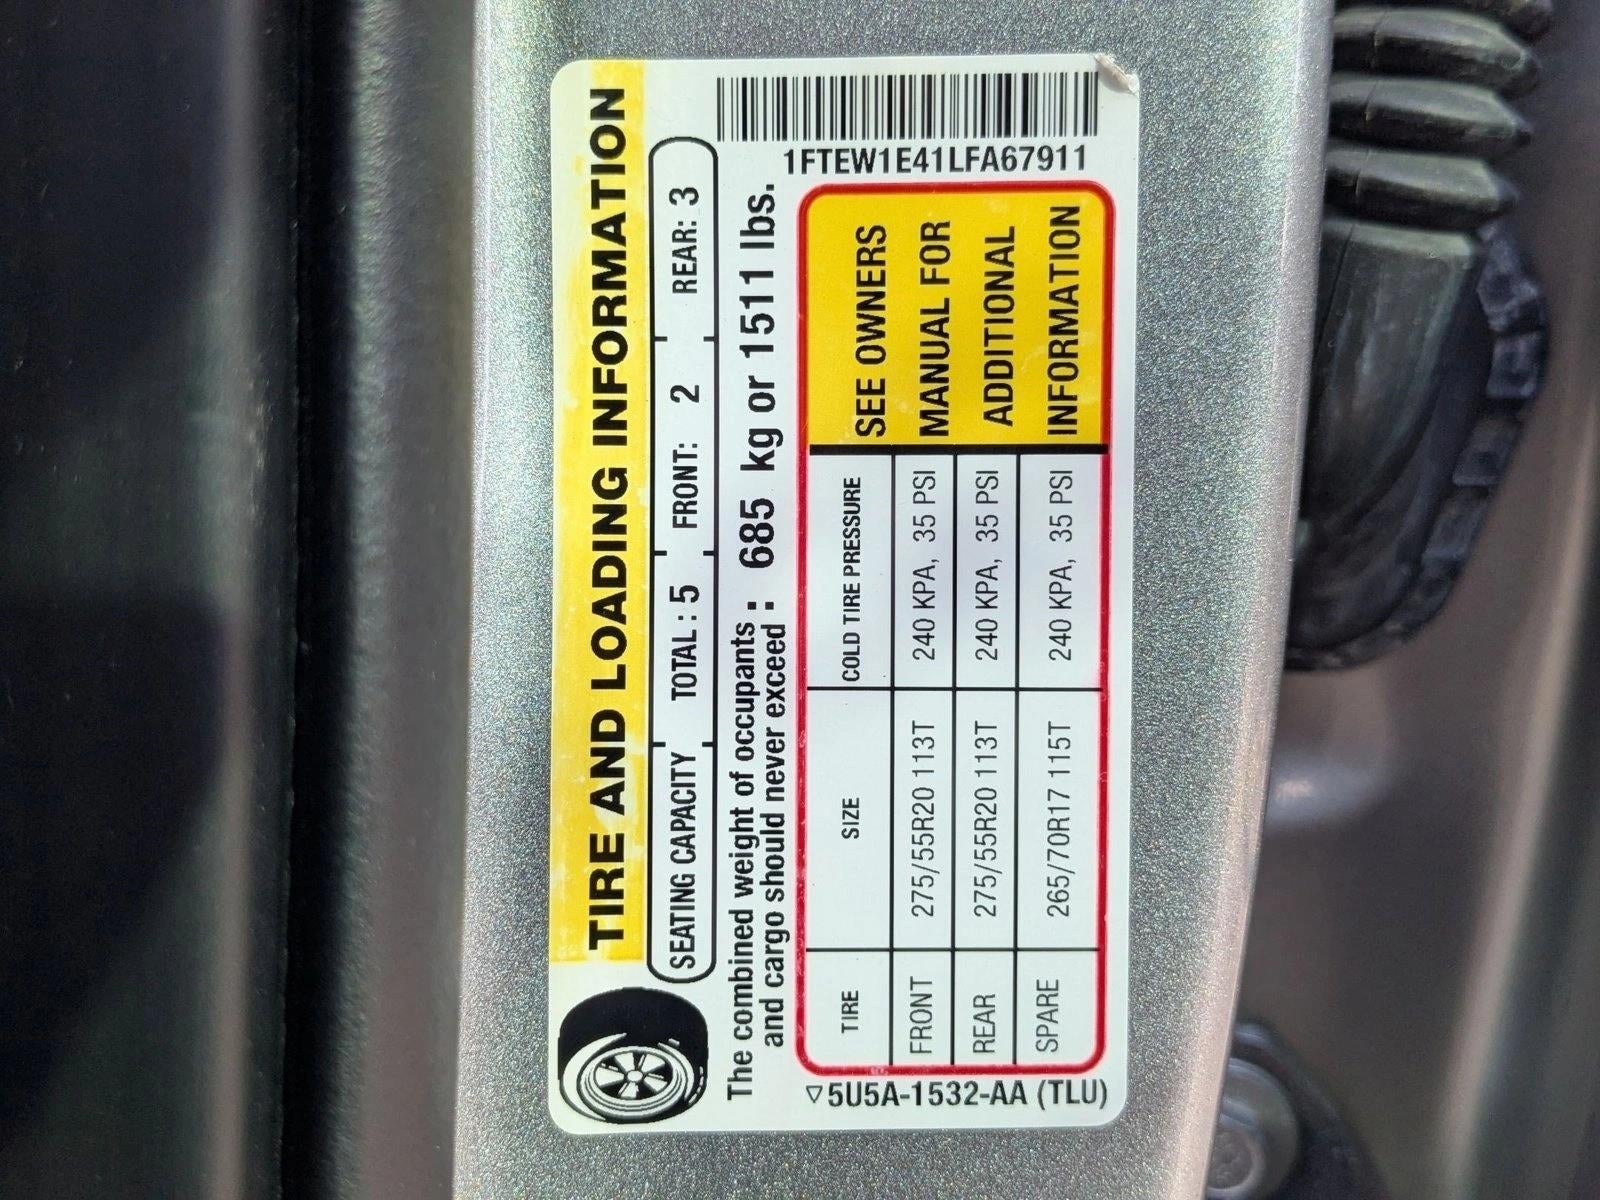 TIRE AND LOADING INFORMATION
SEATING CAPACITY TOTAL : 5 FRONT: 2 REAR: 3
The combined weight of occupants and cargo should never exceed : 685 kg or 1511 lbs.
1FTEW1E41LFA67911
TIRE SIZE COLD TIRE PRESSURE
FRONT 275/55R20 113T 240 KPA, 35 PSI
REAR 275/55R20 113T 240 KPA, 35 PSI
SPARE 265/70R17 115T 240 KPA, 35 PSI
SEE OWNERS
MANUAL FOR
ADDITIONAL
INFORMATION
▽5U5A-1532-AA (TLU)